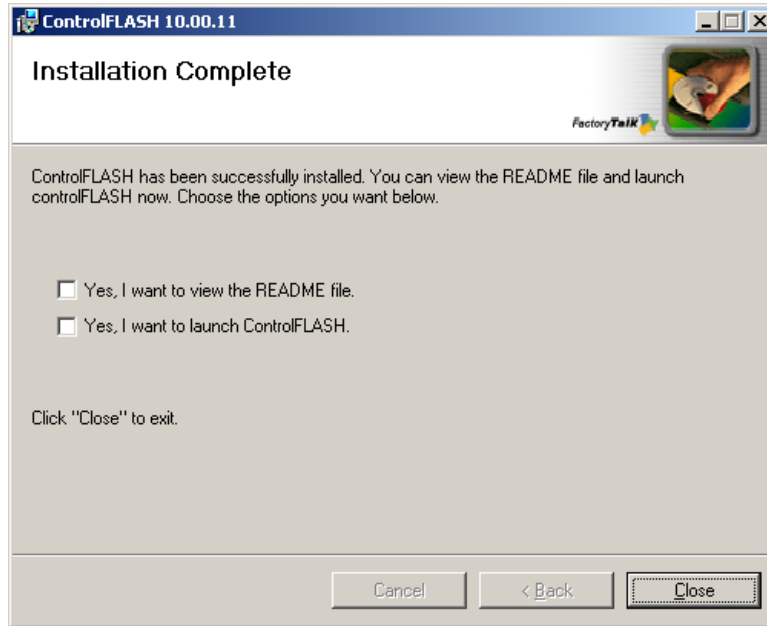 ControlFLASH 10.00.11
Installation Complete
FactoryTalk
ControlFLASH has been successfully installed. You can view the README file and launch
controlFLASH now. Choose the options you want below.
Yes, I want to view the README file.
Yes, I want to launch ControlFLASH.
Click "Close" to exit.
Cancel
< Back
Close